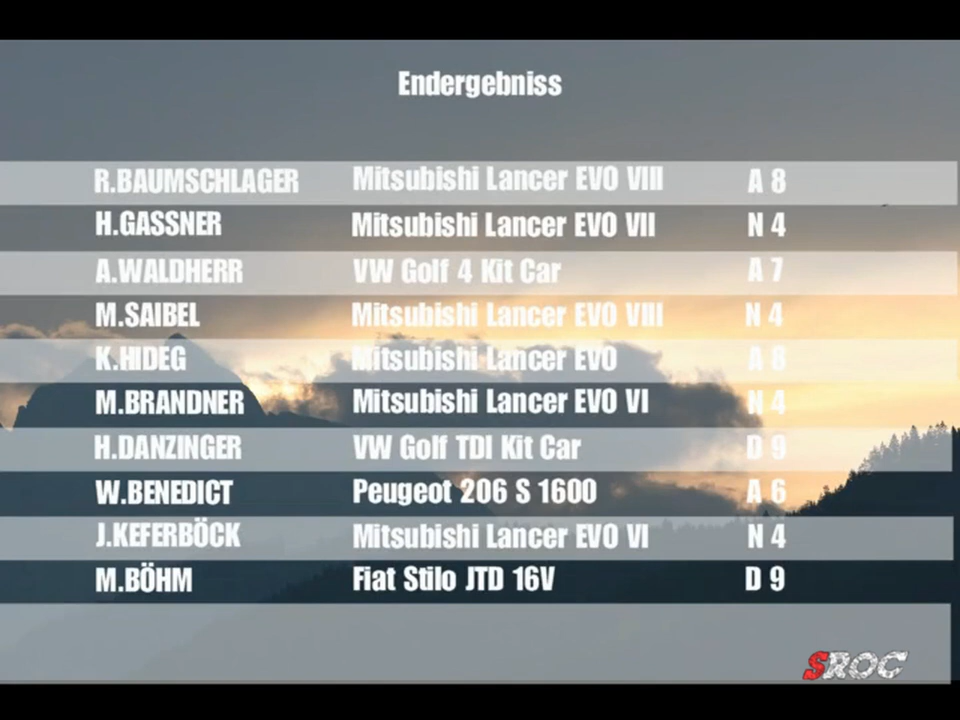 Endergebniss
R.BAUMSCHLAGER Mitsubishi Lancer EVO VIII A 8
H.GASSNER Mitsubishi Lancer EVO VII N 4
A.WALDHERR VW Golf 4 Kit Car A 7
M.SAIBEL Mitsubishi Lancer EVO VIII N 4
K.HIDEG Mitsubishi Lancer EVO A 8
M.BRANDNER Mitsubishi Lancer EVO VI N 4
H.DANZINGER VW Golf TDI Kit Car D 9
W.BENEDICT Peugeot 206 S 1600 A 6
J.KEFERBÖCK Mitsubishi Lancer EVO VI N 4
M.BÖHM Fiat Stilo JTD 16V D 9
SROC